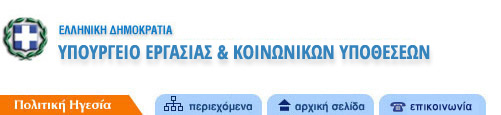 ΕΛΛΗΝΙΚΗ ΔΗΜΟΚΡΑΤΙΑ
ΥΠΟΥΡΓΕΙΟ ΕΡΓΑΣΙΑΣ & ΚΟΙΝΩΝΙΚΩΝ ΥΠΟΘΕΣΕΩΝ
Πολιτική Ηγεσία περιεχόμενα αρχική σελίδα επικοινωνία